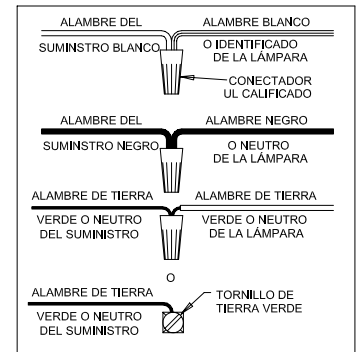 ALAMBRE DEL
SUMINSTRO BLANCO
ALAMBRE BLANCO
O IDENTIFICADO
DE LA LÁMPARA
CONECTADOR
UL CALIFICADO
ALAMBRE DEL
SUMINSTRO NEGRO
ALAMBRE NEGRO
O NEUTRO
DE LA LÁMPARA
ALAMBRE DE TIERRA
VERDE O NEUTRO
DEL SUMINISTRO
ALAMBRE DE TIERRA
VERDE O NEUTRO
DE LA LÁMPARA
O
ALAMBRE DE TIERRA
VERDE O NEUTRO
DEL SUMINISTRO
TORNILLO DE
TIERRA VERDE